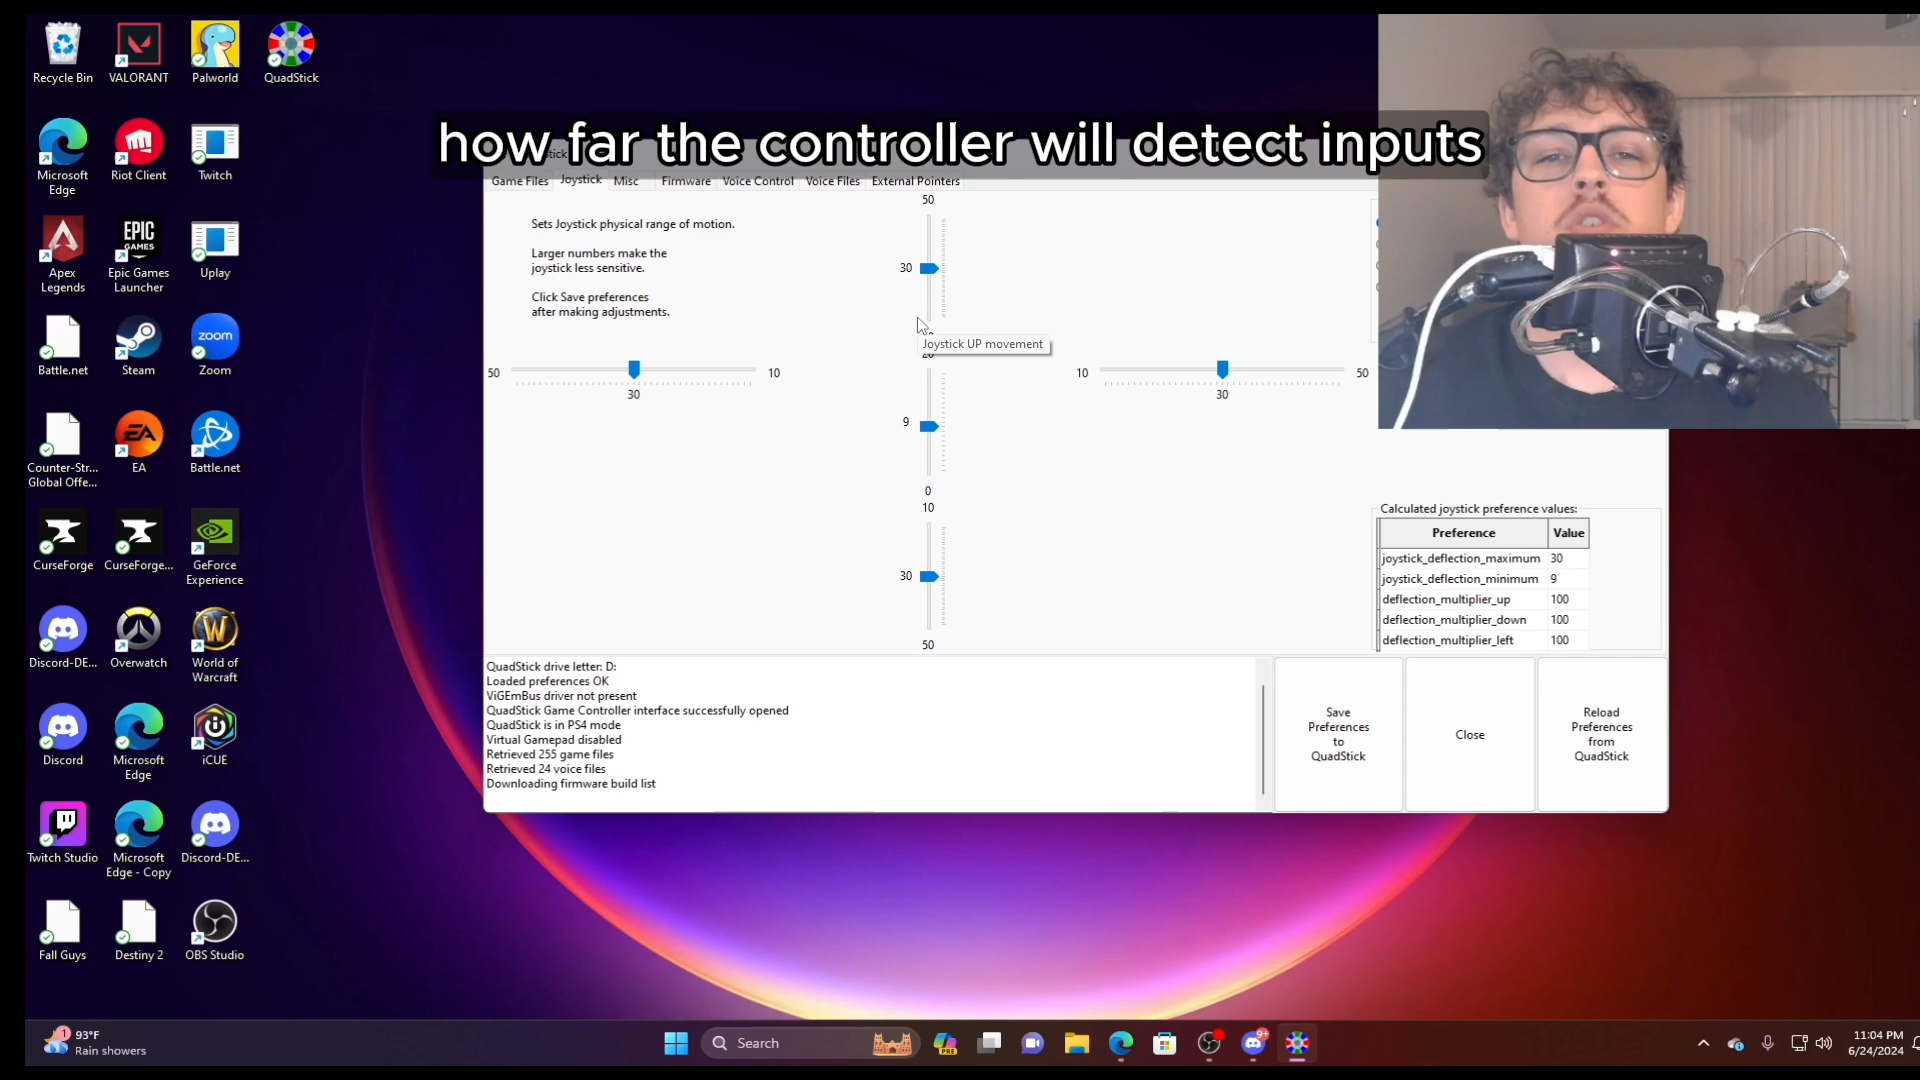 how far the controller will detect inputs
Recycle Bin
VALORANT
Palworld
QuadStick
Microsoft
Edge
Riot Client
Twitch
Apex
Legends
EPIC
GAMES
Epic Games
Launcher
Uplay
Battle.net
Steam
zoom
Zoom
Counter-Str...
Global Offe...
EA
EA
Battle.net
CurseForge
CurseForge...
GeForce
Experience
Discord-DE...
Overwatch
World of
Warcraft
Discord
Microsoft
Edge
iCUE
Twitch Studio
Microsoft
Edge - Copy
Discord-DE...
Fall Guys
Destiny 2
OBS Studio
Game Files
Joystick
Misc
Firmware
Voice Control
Voice Files
External Pointers
Sets Joystick physical range of motion.
Larger numbers make the
joystick less sensitive.
Click Save preferences
after making adjustments.
50
30
Joystick UP movement
20
50
10
30
10
50
30
9
0
10
30
50
Calculated joystick preference values:
Preference Value
joystick_deflection_maximum 30
joystick_deflection_minimum 9
deflection_multiplier_up 100
deflection_multiplier_down 100
deflection_multiplier_left 100
QuadStick drive letter: D:
Loaded preferences OK
ViGEmBus driver not present
QuadStick Game Controller interface successfully opened
QuadStick is in PS4 mode
Virtual Gamepad disabled
Retrieved 255 game files
Retrieved 24 voice files
Downloading firmware build list
Save
Preferences
to
QuadStick
Close
Reload
Preferences
from
QuadStick
1
93°F
Rain showers
Search
PRE
9+
11:04 PM
6/24/2024